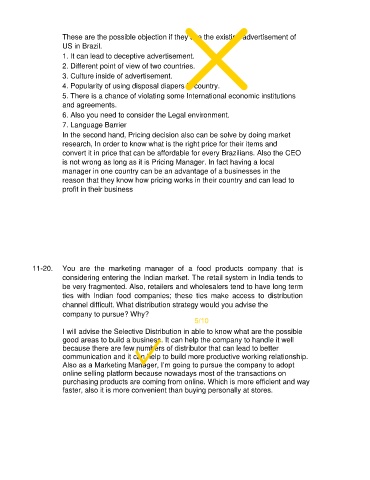 These are the possible objection if they the existing advertisement of
US in Brazil.
1. It can lead to deceptive advertisement.
2. Different point of view of two countries.
3. Culture inside of advertisement.
4. Popularity of using disposal diapers country.
5. There is a chance of violating some International economic institutions
and agreements.
6. Also you need to consider the Legal environment.
7. Language Barrier
In the second hand, Pricing decision also can be solve by doing market
research, In order to know what is the right price for their items and
convert it in price that can be affordable for every Brazilians. Also the CEO
is not wrong as long as it is Pricing Manager. In fact having a local
manager in one country can be an advantage of a businesses in the
reason that they know how pricing works in their country and can lead to
profit in their business
11-20. You are the marketing manager of a food products company that is
considering entering the Indian market. The retail system in India tends to
be very fragmented. Also, retailers and wholesalers tend to have long term
ties with Indian food companies; these ties make access to distribution
channel difficult. What distribution strategy would you advise the
company to pursue? Why?
I will advise the Selective Distribution in able to know what are the possible
good areas to build a business. It can help the company to handle it well
because there are few numbers of distributor that can lead to better
communication and it can help to build more productive working relationship.
Also as a Marketing Manager, I'm going to pursue the company to adopt
online selling platform because nowadays most of the transactions on
purchasing products are coming from online. Which is more efficient and way
faster, also it is more convenient than buying personally at stores.